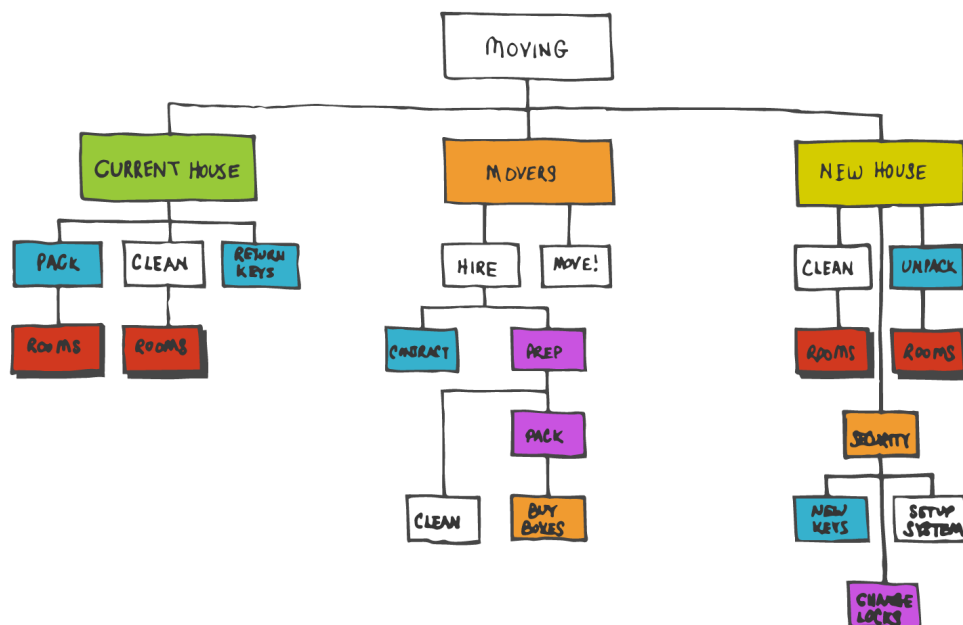 MOVING
CURRENT HOUSE
MOVERS
NEW HOUSE
PACK
CLEAN
RETURN
KEYS
HIRE
MOVE!
CLEAN
UNPACK
ROOMS
ROOMS
CONTRACT
PREP
ROOMS
ROOMS
PACK
SECURITY
CLEAN
BUY
BOXES
NEW
KEYS
SETUP
SYSTEM
CHANGE
LOCKS